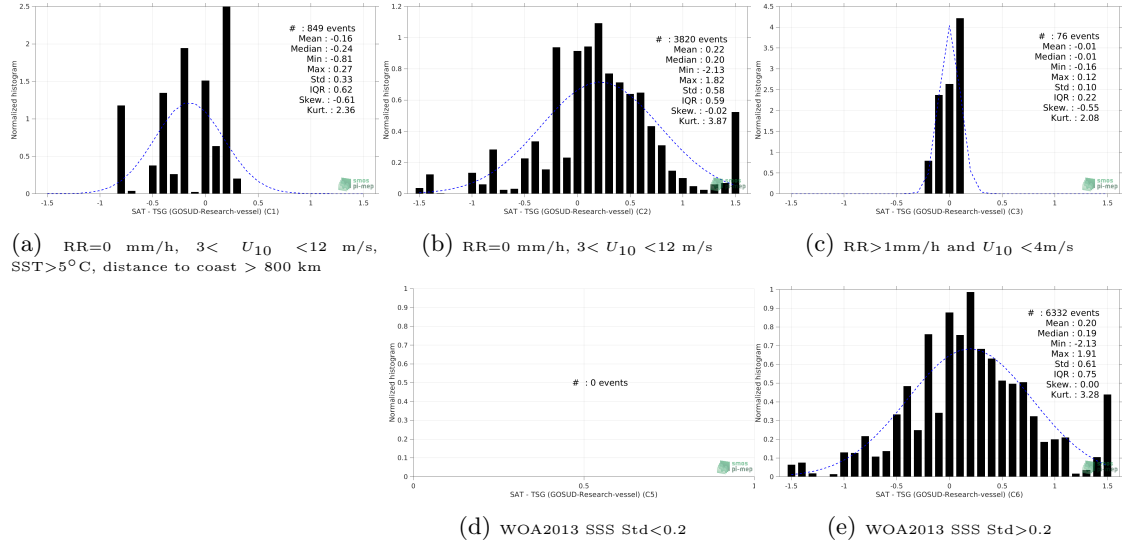 2.5
2
1.5
1
0.5
0
Normalized histogram
# : 849 events
Mean : -0.16
Median : -0.24
Min : -0.81
Max : 0.27
Std : 0.33
IQR : 0.62
Skew. : -0.61
Kurt. : 2.36
smos
pi-mep
-1.5 -1 -0.5 0 0.5 1 1.5
SAT - TSG (GOSUD-Research-vessel) (C1)
(a) RR=0 mm/h, 3< U10 <12 m/s,
SST>5°C, distance to coast > 800 km
1.2
1
0.8
0.6
0.4
0.2
0
Normalized histogram
# : 3820 events
Mean : 0.22
Median : 0.20
Min : -2.13
Max : 1.82
Std : 0.58
IQR : 0.59
Skew. : -0.02
Kurt. : 3.87
smos
pi-mep
-1.5 -1 -0.5 0 0.5 1 1.5
SAT - TSG (GOSUD-Research-vessel) (C2)
(b) RR=0 mm/h, 3< U10 <12 m/s
4.5
4
3.5
3
2.5
2
1.5
1
0.5
0
Normalized histogram
# : 76 events
Mean : -0.01
Median : -0.01
Min : -0.16
Max : 0.12
Std : 0.10
IQR : 0.22
Skew. : -0.55
Kurt. : 2.08
smos
pi-mep
-1.5 -1 -0.5 0 0.5 1 1.5
SAT - TSG (GOSUD-Research-vessel) (C3)
(c) RR>1mm/h and U10 <4m/s
1
0.9
0.8
0.7
0.6
0.5
0.4
0.3
0.2
0.1
0
Normalized histogram
# : 0 events
smos
pi-mep
0 0.5 1
SAT - TSG (GOSUD-Research-vessel) (C5)
(d) WOA2013 SSS Std<0.2
1
0.9
0.8
0.7
0.6
0.5
0.4
0.3
0.2
0.1
0
Normalized histogram
# : 6332 events
Mean : 0.20
Median : 0.19
Min : -2.13
Max : 1.91
Std : 0.61
IQR : 0.75
Skew. : 0.00
Kurt. : 3.28
smos
pi-mep
-1.5 -1 -0.5 0 0.5 1 1.5
SAT - TSG (GOSUD-Research-vessel) (C6)
(e) WOA2013 SSS Std>0.2